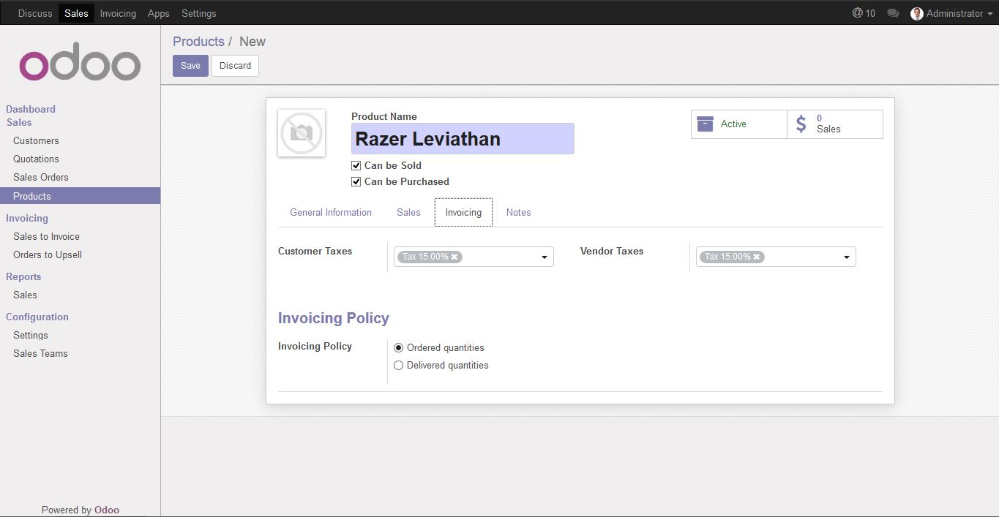 Discuss Sales Invoicing Apps Settings @ 10 Administrator
odoo
Products / New
Save Discard
Dashboard
Sales
Customers
Quotations
Sales Orders
Products
Invoicing
Sales to Invoice
Orders to Upsell
Reports
Sales
Configuration
Settings
Sales Teams
Powered by Odoo
Product Name
Razer Leviathan
Can be Sold
Can be Purchased
Active
$ 0
Sales
General Information Sales Invoicing Notes
Customer Taxes Tax 15.00% Vendor Taxes Tax 15.00%
Invoicing Policy
Invoicing Policy Ordered quantities
Delivered quantities